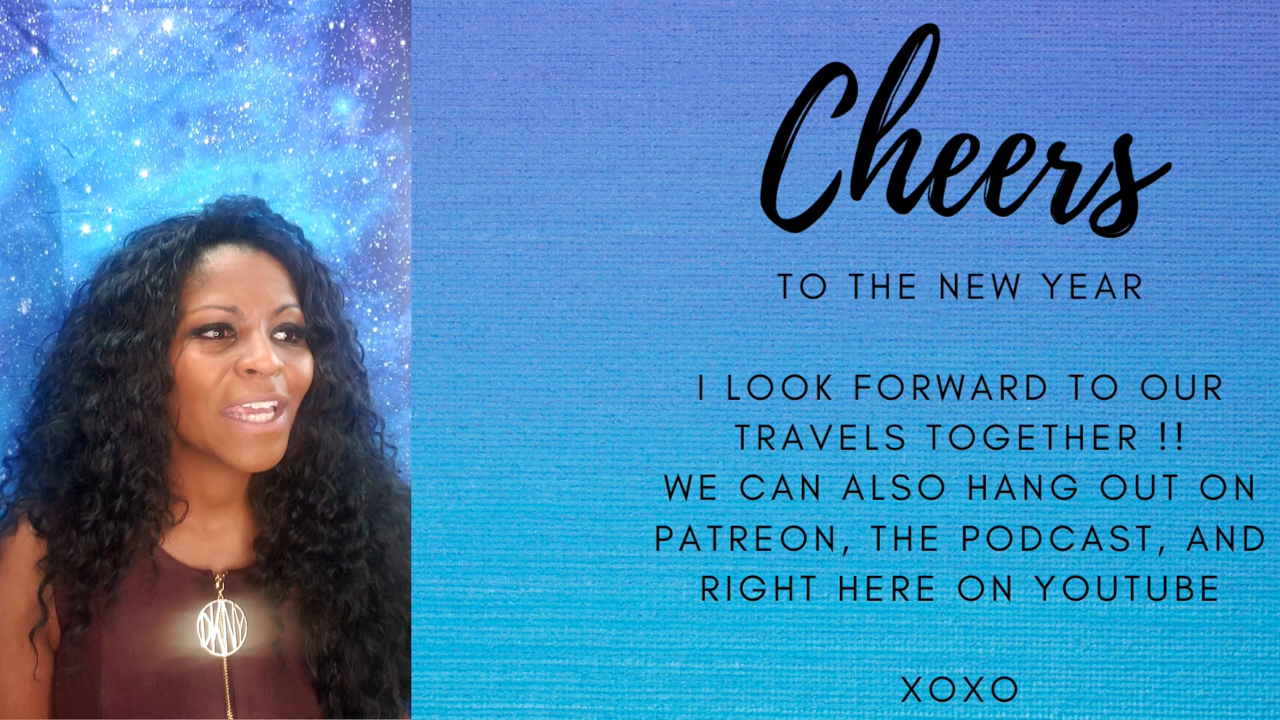 Cheers
TO THE NEW YEAR
I LOOK FORWARD TO OUR
TRAVELS TOGETHER !!
WE CAN ALSO HANG OUT ON
PATREON, THE PODCAST, AND
RIGHT HERE ON YOUTUBE
XOXO
DKNY